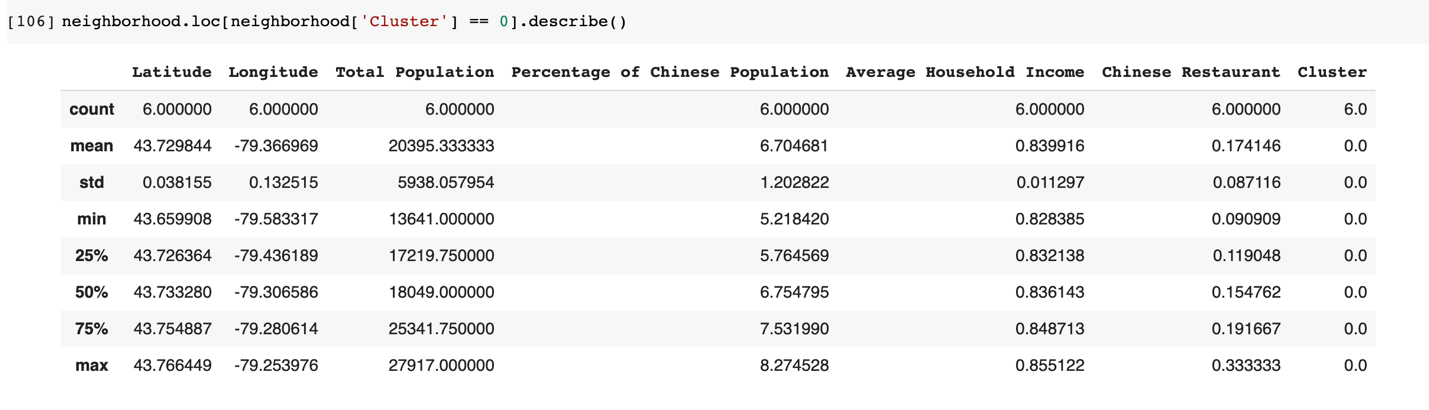 [106] neighborhood.loc[neighborhood['Cluster'] == 0].describe()
Latitude Longitude Total Population Percentage of Chinese Population Average Household Income Chinese Restaurant Cluster
count 6.000000 6.000000 6.000000 6.000000 6.000000 6.000000 6.0
mean 43.729844 -79.366969 20395.333333 6.704681 0.839916 0.174146 0.0
std 0.038155 0.132515 5938.057954 1.202822 0.011297 0.087116 0.0
min 43.659908 -79.583317 13641.000000 5.218420 0.828385 0.090909 0.0
25% 43.726364 -79.436189 17219.750000 5.764569 0.832138 0.119048 0.0
50% 43.733280 -79.306586 18049.000000 6.754795 0.836143 0.154762 0.0
75% 43.754887 -79.280614 25341.750000 7.531990 0.848713 0.191667 0.0
max 43.766449 -79.253976 27917.000000 8.274528 0.855122 0.333333 0.0